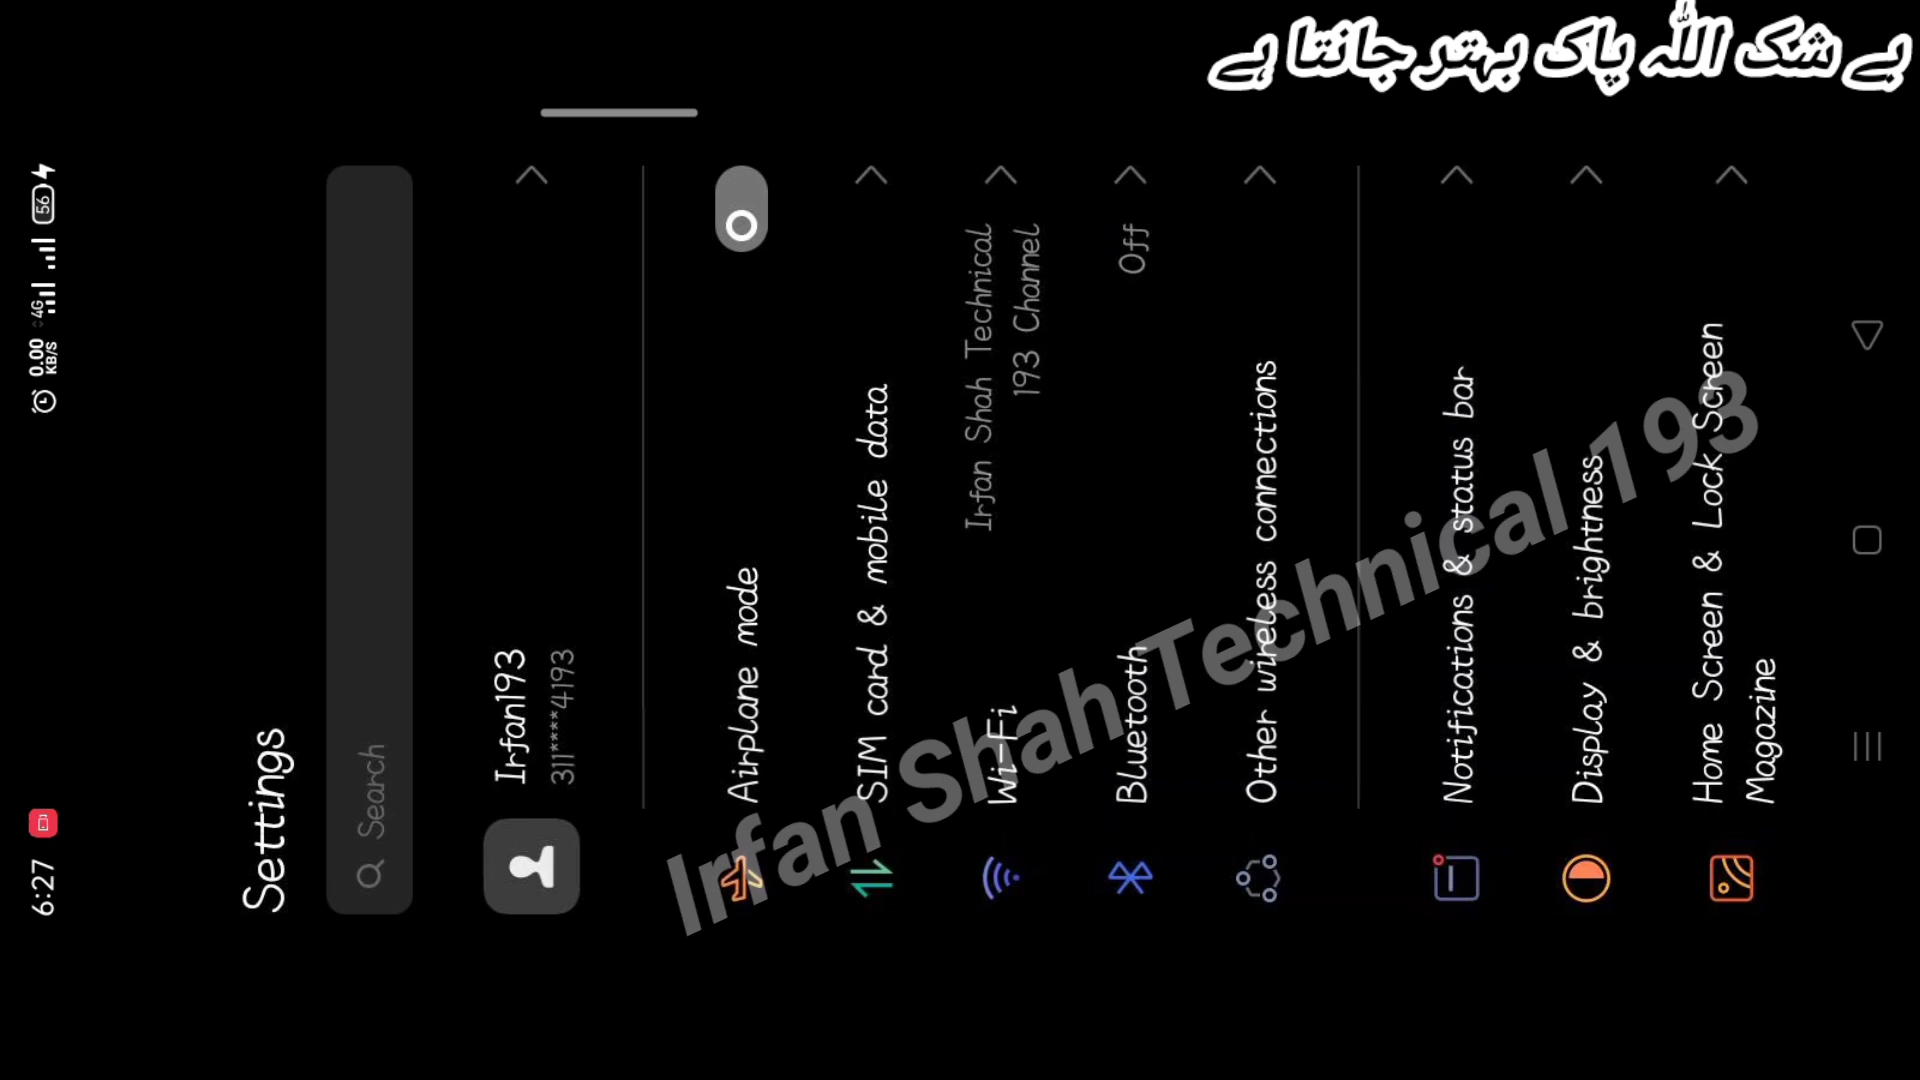 بے شک اللہ پاک بہتر جانتا ہے
6:27
0.00 KB/S 4G 56
Settings
Search
Irfan193
311****4193
Airplane mode
SIM card & mobile data
Wi-Fi
Irfan Shah Technical
193 Channel
Bluetooth
Off
Other wireless connections
Notifications & status bar
Display & brightness
Home Screen & Lock Screen
Magazine
Irfan Shah Technical 193